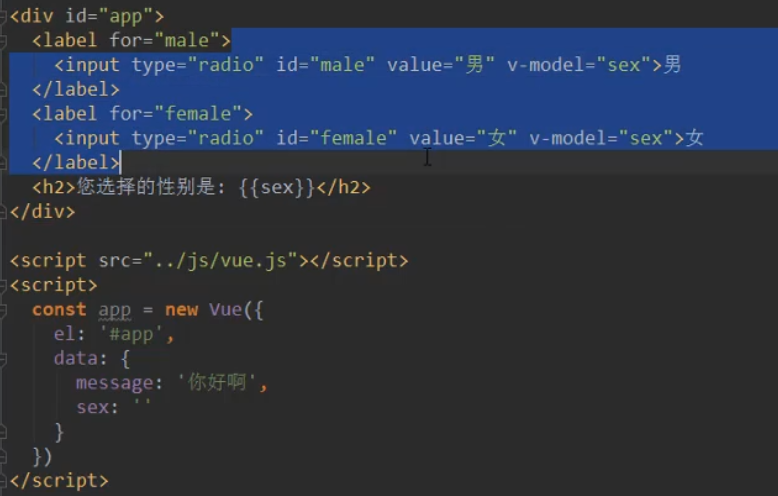 <div id="app">
<label for="male">
<input type="radio" id="male" value="男" v-model="sex">男
</label>
<label for="female">
<input type="radio" id="female" value="女" v-model="sex">女
</label>
<h2>您选择的性别是: {{sex}}</h2>
</div>
<script src="../js/vue.js"></script>
<script>
const app = new Vue({
el: '#app',
data: {
message: '你好啊',
sex: ''
}
})
</script>